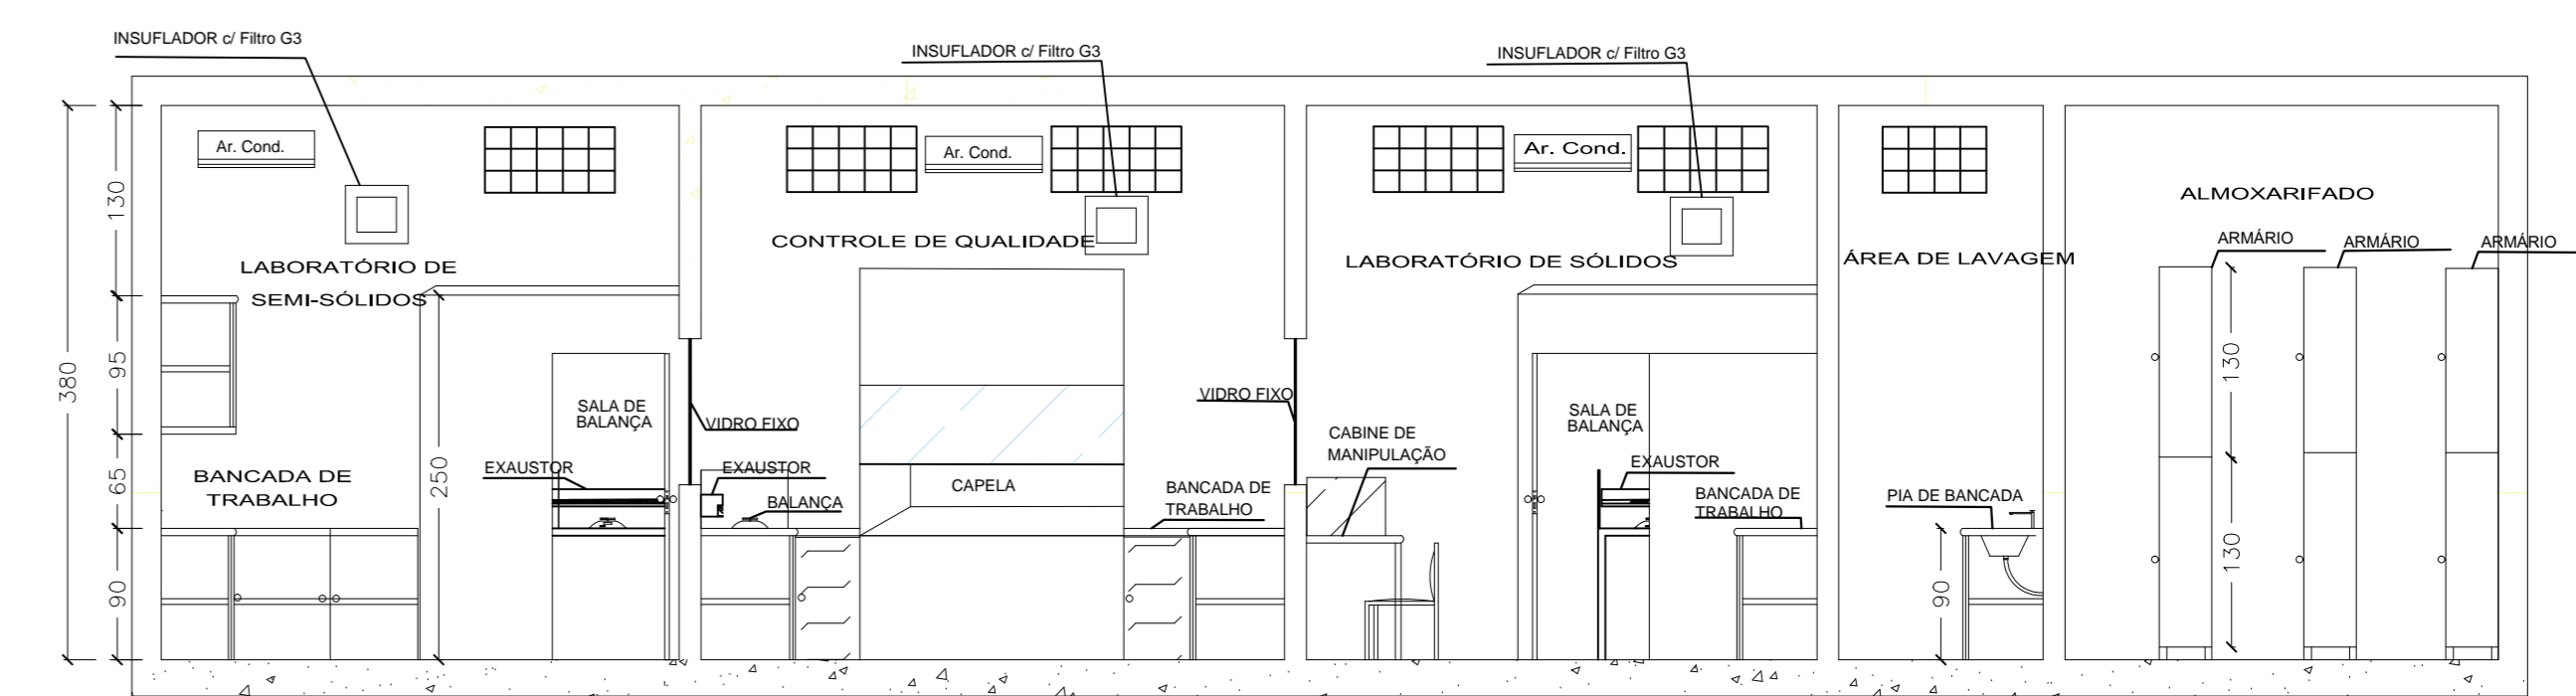 INSUFLADOR c/ Filtro G3
INSUFLADOR c/ Filtro G3
INSUFLADOR c/ Filtro G3
Ar. Cond.
Ar. Cond.
Ar. Cond.
130
95
65
90
380
250
LABORATÓRIO DE
SEMI-SÓLIDOS
BANCADA DE
TRABALHO
SALA DE
BALANÇA
EXAUSTOR
VIDRO FIXO
CONTROLE DE QUALIDADE
EXAUSTOR
BALANÇA
CAPELA
BANCADA DE
TRABALHO
VIDRO FIXO
LABORATÓRIO DE SÓLIDOS
CABINE DE
MANIPULAÇÃO
SALA DE
BALANÇA
EXAUSTOR
BANCADA DE
TRABALHO
ÁREA DE LAVAGEM
PIA DE BANCADA
90
ALMOXARIFADO
ARMÁRIO
ARMÁRIO
ARMÁRIO
130
130